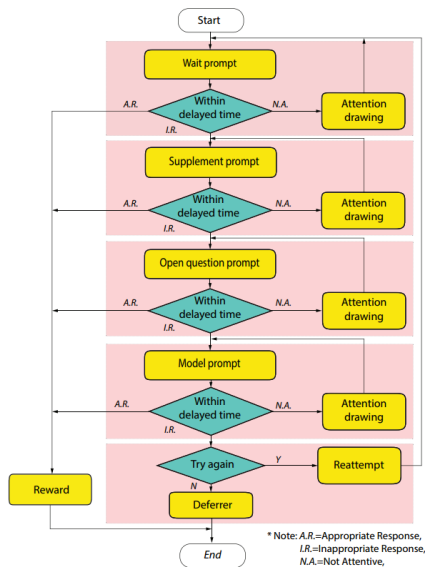 Start
Wait prompt
A.R.
Within
delayed time
N.A.
Attention
drawing
I.R.
Supplement prompt
A.R.
Within
delayed time
N.A.
Attention
drawing
I.R.
Open question prompt
A.R.
Within
delayed time
N.A.
Attention
drawing
I.R.
Model prompt
A.R.
Within
delayed time
N.A.
Attention
drawing
I.R.
Try again
Y
Reattempt
N
Reward
Deferrer
End
* Note: A.R.=Appropriate Response,
I.R.=Inappropriate Response,
N.A.=Not Attentive,